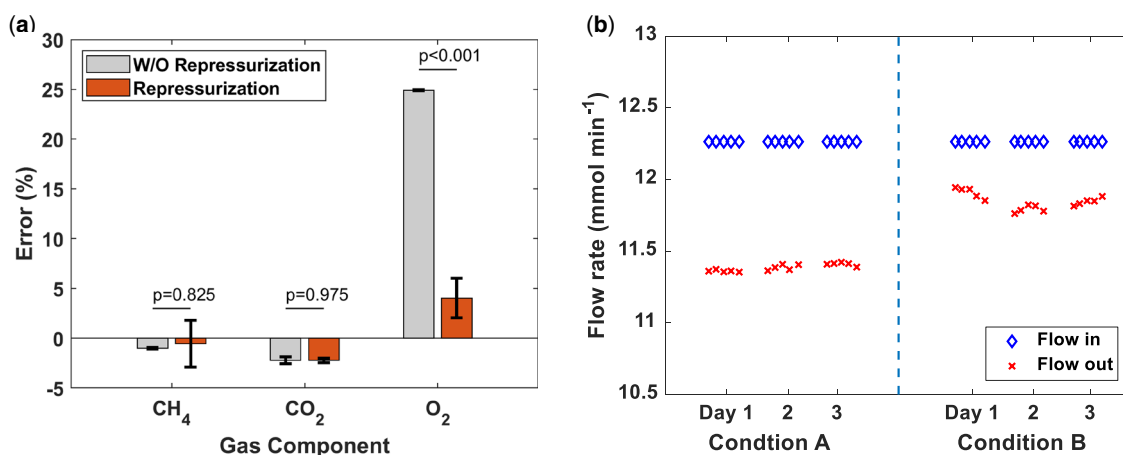 (a)
W/O Repressurization
Repressurization
p<0.001
p=0.825
p=0.975
30
25
20
15
10
5
0
-5
Error (%)
CH4
CO2
O2
Gas Component
(b)
13
12.5
12
11.5
11
10.5
Flow rate (mmol min-1)
Flow in
Flow out
Day 1 2 3
Day 1 2 3
Condtion A
Condition B